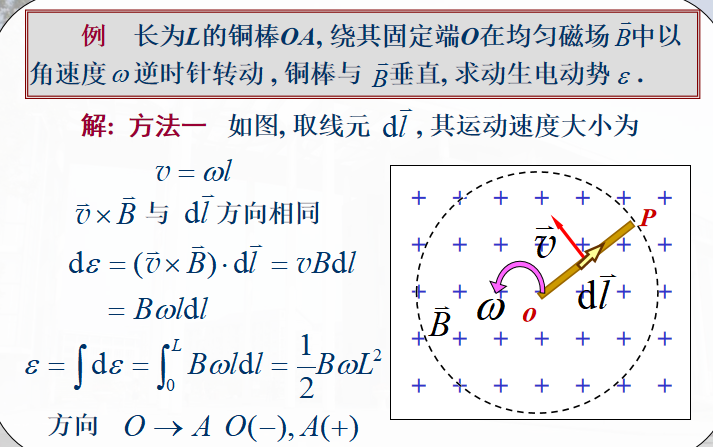 例 长为L的铜棒OA, 绕其固定端O在均匀磁场 $\vec{B}$ 中以
角速度 ω 逆时针转动 , 铜棒与 $\vec{B}$ 垂直, 求动生电动势 ε .
解: 方法一 如图, 取线元 $\mathrm{d}\vec{l}$ , 其运动速度大小为
$v = \omega l$
$\vec{v} \times \vec{B}$ 与 $\mathrm{d}\vec{l}$ 方向相同
$\mathrm{d}\varepsilon = (\vec{v} \times \vec{B}) \cdot \mathrm{d}\vec{l} = vB\mathrm{d}l$
$= B\omega l\mathrm{d}l$
$\varepsilon = \int \mathrm{d}\varepsilon = \int_0^L B\omega l\mathrm{d}l = \frac{1}{2}B\omega L^2$
方向 O → A O(−), A(+)
+ + + + + + +
P
+ + + + + + +
$\vec{v}$
+ + + + + + +
ω
o
$\mathrm{d}\vec{l}$
$\vec{B}$
+ + + + + + +
+ + + + + + +